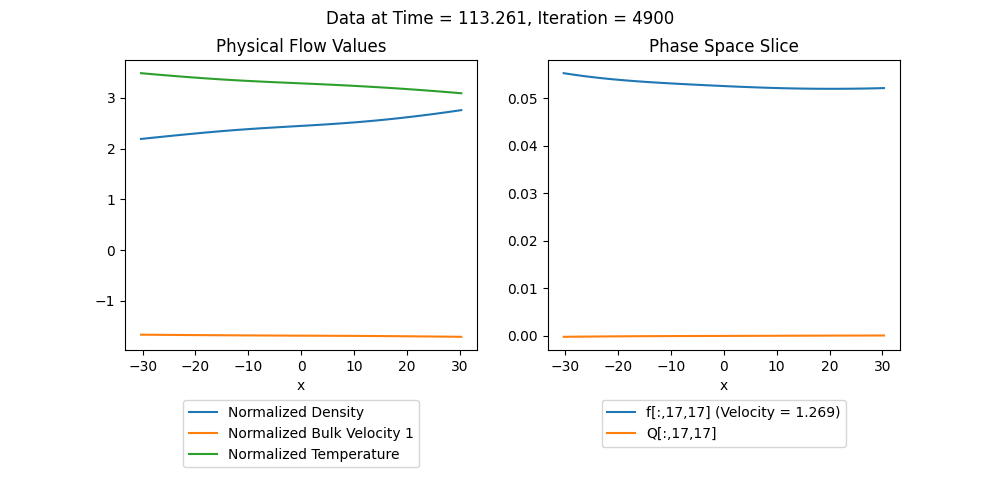 Data at Time = 113.261, Iteration = 4900
Physical Flow Values
3
2
1
0
−1
−30
−20
−10
0
10
20
30
x
Normalized Density
Normalized Bulk Velocity 1
Normalized Temperature
Phase Space Slice
0.05
0.04
0.03
0.02
0.01
0.00
−30
−20
−10
0
10
20
30
x
f[:,17,17] (Velocity = 1.269)
Q[:,17,17]